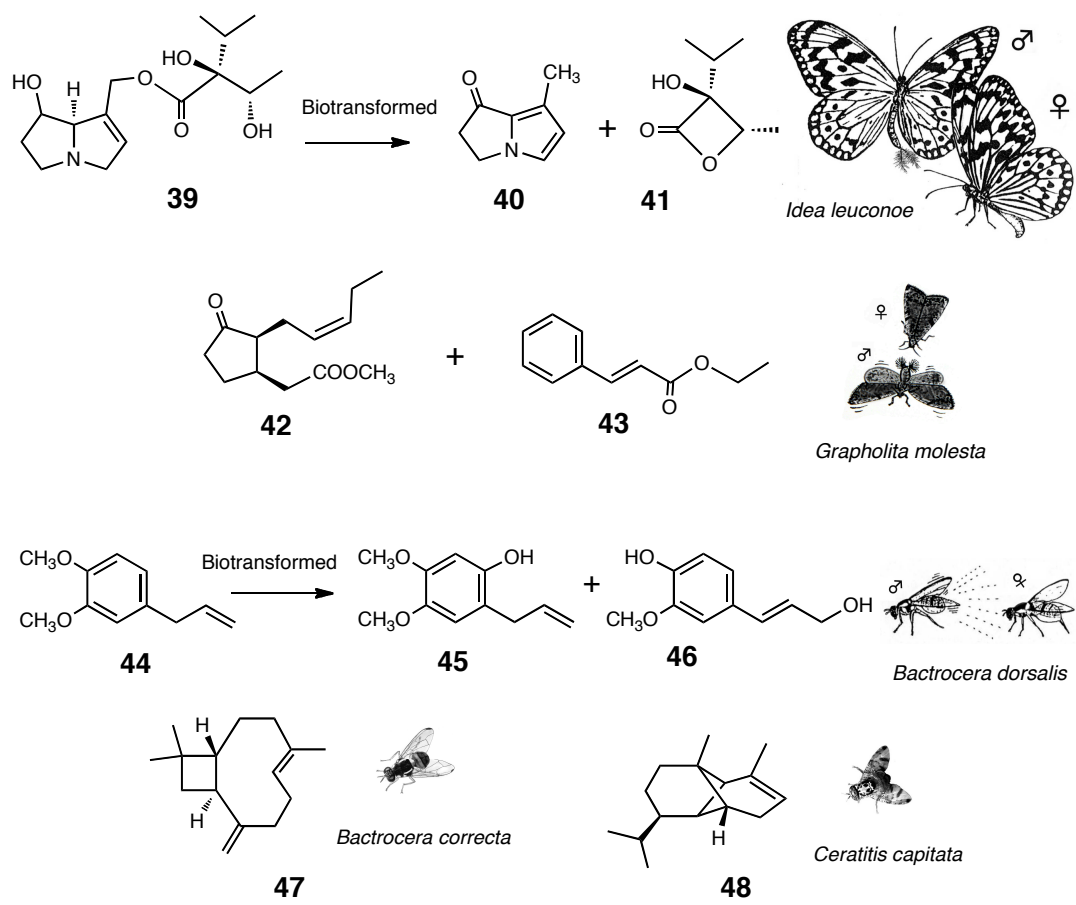 HO
H
O
O
HO
OH
N
39
Biotransformed
O
CH₃
N
40
+
HO
O
O
41
♂
♀
Idea leuconoe
O
COOCH₃
42
+
O
O
43
♀
♂
Grapholita molesta
CH₃O
CH₃O
44
Biotransformed
CH₃O
OH
CH₃O
45
+
HO
CH₃O
OH
46
♂
♀
Bactrocera dorsalis
H
H
47
Bactrocera correcta
H
48
Ceratitis capitata